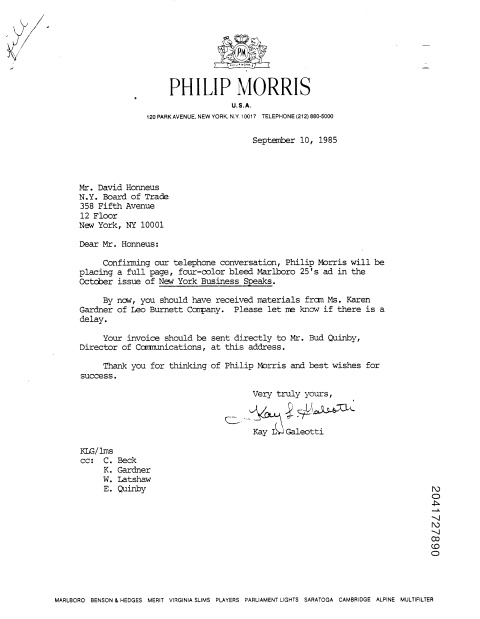 file
PM
PHILIP MORRIS
U.S.A.
120 PARK AVENUE, NEW YORK, N.Y. 10017 TELEPHONE (212) 880-5000
September 10, 1985
Mr. David Honneus
N.Y. Board of Trade
358 Fifth Avenue
12 Floor
New York, NY 10001
Dear Mr. Honneus:
Confirming our telephone conversation, Philip Morris will be
placing a full page, four-color bleed Marlboro 25's ad in the
October issue of New York Business Speaks.
By now, you should have received materials from Ms. Karen
Gardner of Leo Burnett Company. Please let me know if there is a
delay.
Your invoice should be sent directly to Mr. Bud Quinby,
Director of Communications, at this address.
Thank you for thinking of Philip Morris and best wishes for
success.
Very truly yours,
Kay L. Galeotti
Kay L. Galeotti
KLG/lms
cc: C. Beck
K. Gardner
W. Latshaw
E. Quinby
2041727890
MARLBORO BENSON & HEDGES MERIT VIRGINIA SLIMS PLAYERS PARLIAMENT LIGHTS SARATOGA CAMBRIDGE ALPINE MULTIFILTER